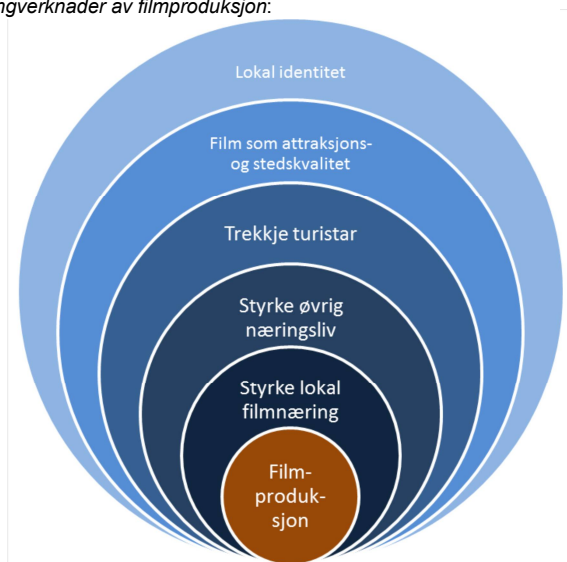 ngverknader av filmproduksjon:
Lokal identitet
Film som attraksjons-
og stedskvalitet
Trekkje turistar
Styrke øvrig
næringsliv
Styrke lokal
filmnæring
Film-
produk-
sjon